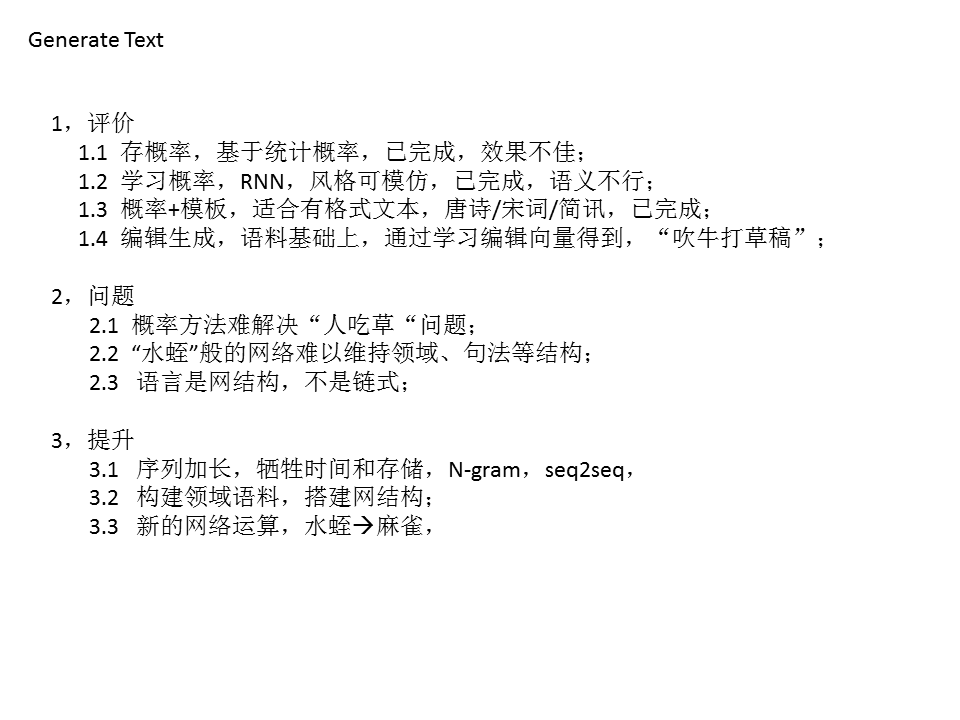 Generate Text
1，评价
1.1 存概率，基于统计概率，已完成，效果不佳；
1.2 学习概率，RNN，风格可模仿，已完成，语义不行；
1.3 概率+模板，适合有格式文本，唐诗/宋词/简讯，已完成；
1.4 编辑生成，语料基础上，通过学习编辑向量得到，“吹牛打草稿”；
2，问题
2.1 概率方法难解决“人吃草“问题；
2.2 “水蛭”般的网络难以维持领域、句法等结构；
2.3 语言是网结构，不是链式；
3，提升
3.1 序列加长，牺牲时间和存储，N-gram，seq2seq，
3.2 构建领域语料，搭建网结构；
3.3 新的网络运算，水蛭→麻雀，